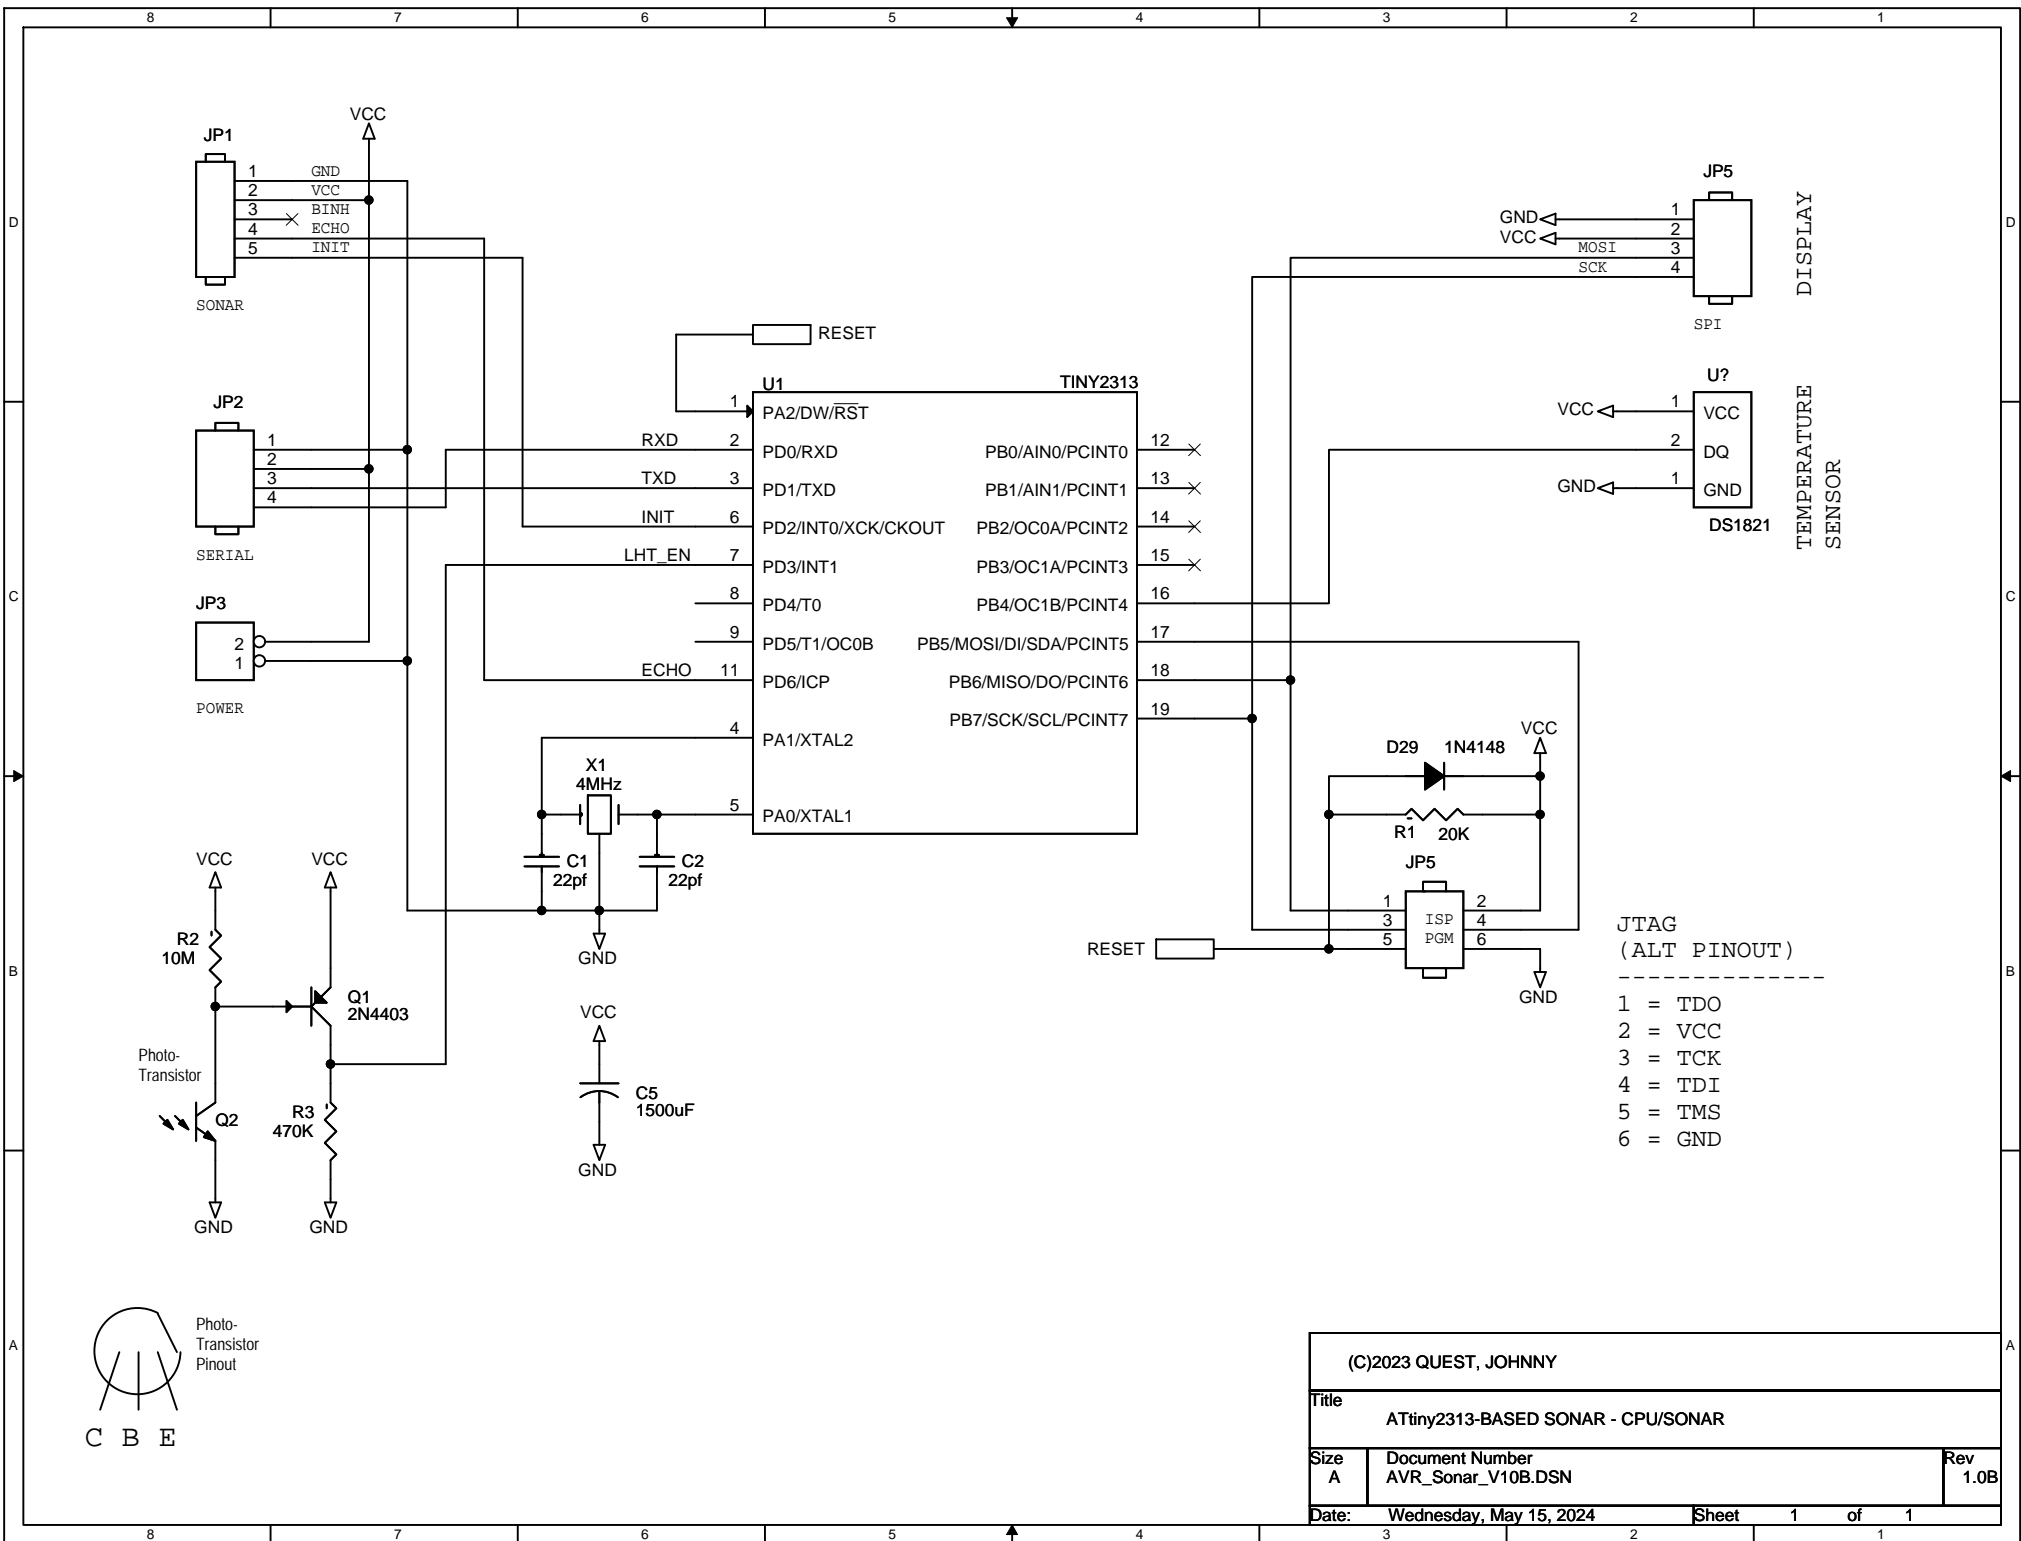 8 7 6 5 4 3 2 1
D
C
B
A
D
C
B
A
VCC
JP1
1 GND
2 VCC
3 BINH
4 ECHO
5 INIT
SONAR
JP2
1
2
3
4
SERIAL
JP3
2
1
POWER
RESET
U1
TINY2313
1 PA2/DW/RST
RXD 2 PD0/RXD
TXD 3 PD1/TXD
INIT 6 PD2/INT0/XCK/CKOUT
LHT_EN 7 PD3/INT1
8 PD4/T0
9 PD5/T1/OC0B
ECHO 11 PD6/ICP
4 PA1/XTAL2
5 PA0/XTAL1
PB0/AIN0/PCINT0 12
PB1/AIN1/PCINT1 13
PB2/OC0A/PCINT2 14
PB3/OC1A/PCINT3 15
PB4/OC1B/PCINT4 16
PB5/MOSI/DI/SDA/PCINT5 17
PB6/MISO/DO/PCINT6 18
PB7/SCK/SCL/PCINT7 19
X1
4MHz
C1
22pf
C2
22pf
GND
JP5
GND 1
VCC 2
MOSI 3
SCK 4
SPI
DISPLAY
U?
VCC 1 VCC
2 DQ
GND 1 GND
DS1821
TEMPERATURE
SENSOR
VCC
D29 1N4148
R1 20K
JP5
1 2
3 ISP 4
5 PGM 6
RESET
GND
JTAG
(ALT PINOUT)
--------------
1 = TDO
2 = VCC
3 = TCK
4 = TDI
5 = TMS
6 = GND
VCC
VCC
R2
10M
Q1
2N4403
Photo-
Transistor
Q2
R3
470K
GND
GND
VCC
C5
1500uF
GND
Photo-
Transistor
Pinout
C B E
(C)2023 QUEST, JOHNNY
Title
ATtiny2313-BASED SONAR - CPU/SONAR
Size Document Number Rev
A AVR_Sonar_V10B.DSN 1.0B
Date: Wednesday, May 15, 2024 Sheet 1 of 1
8 7 6 5 4 3 2 1